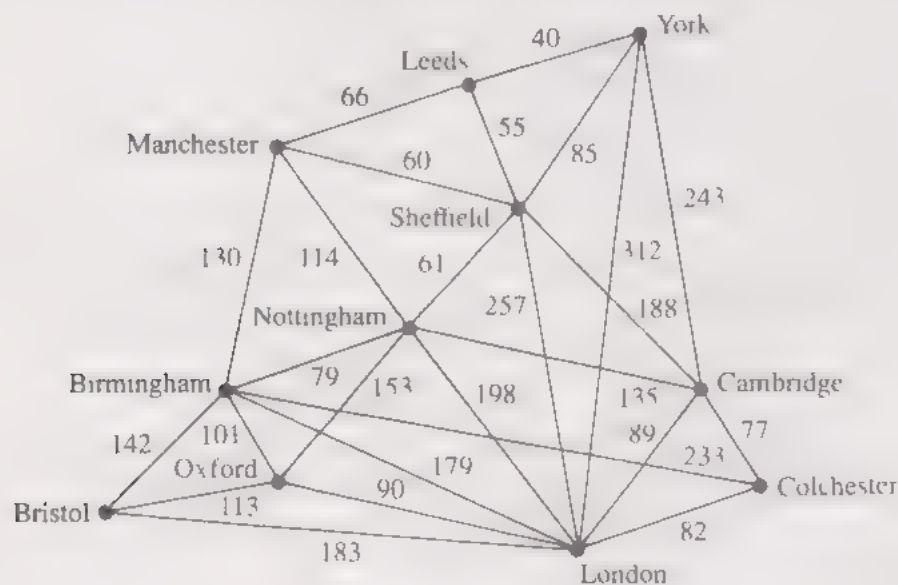 York
40
Leeds
66
Manchester
55
85
60
Sheffield
243
130
114
61
312
257
188
Nottingham
Birmingham
79
153
198
135
Cambridge
142
101
89
77
Oxford
179
233
90
Colchester
Bristol
113
183
82
London